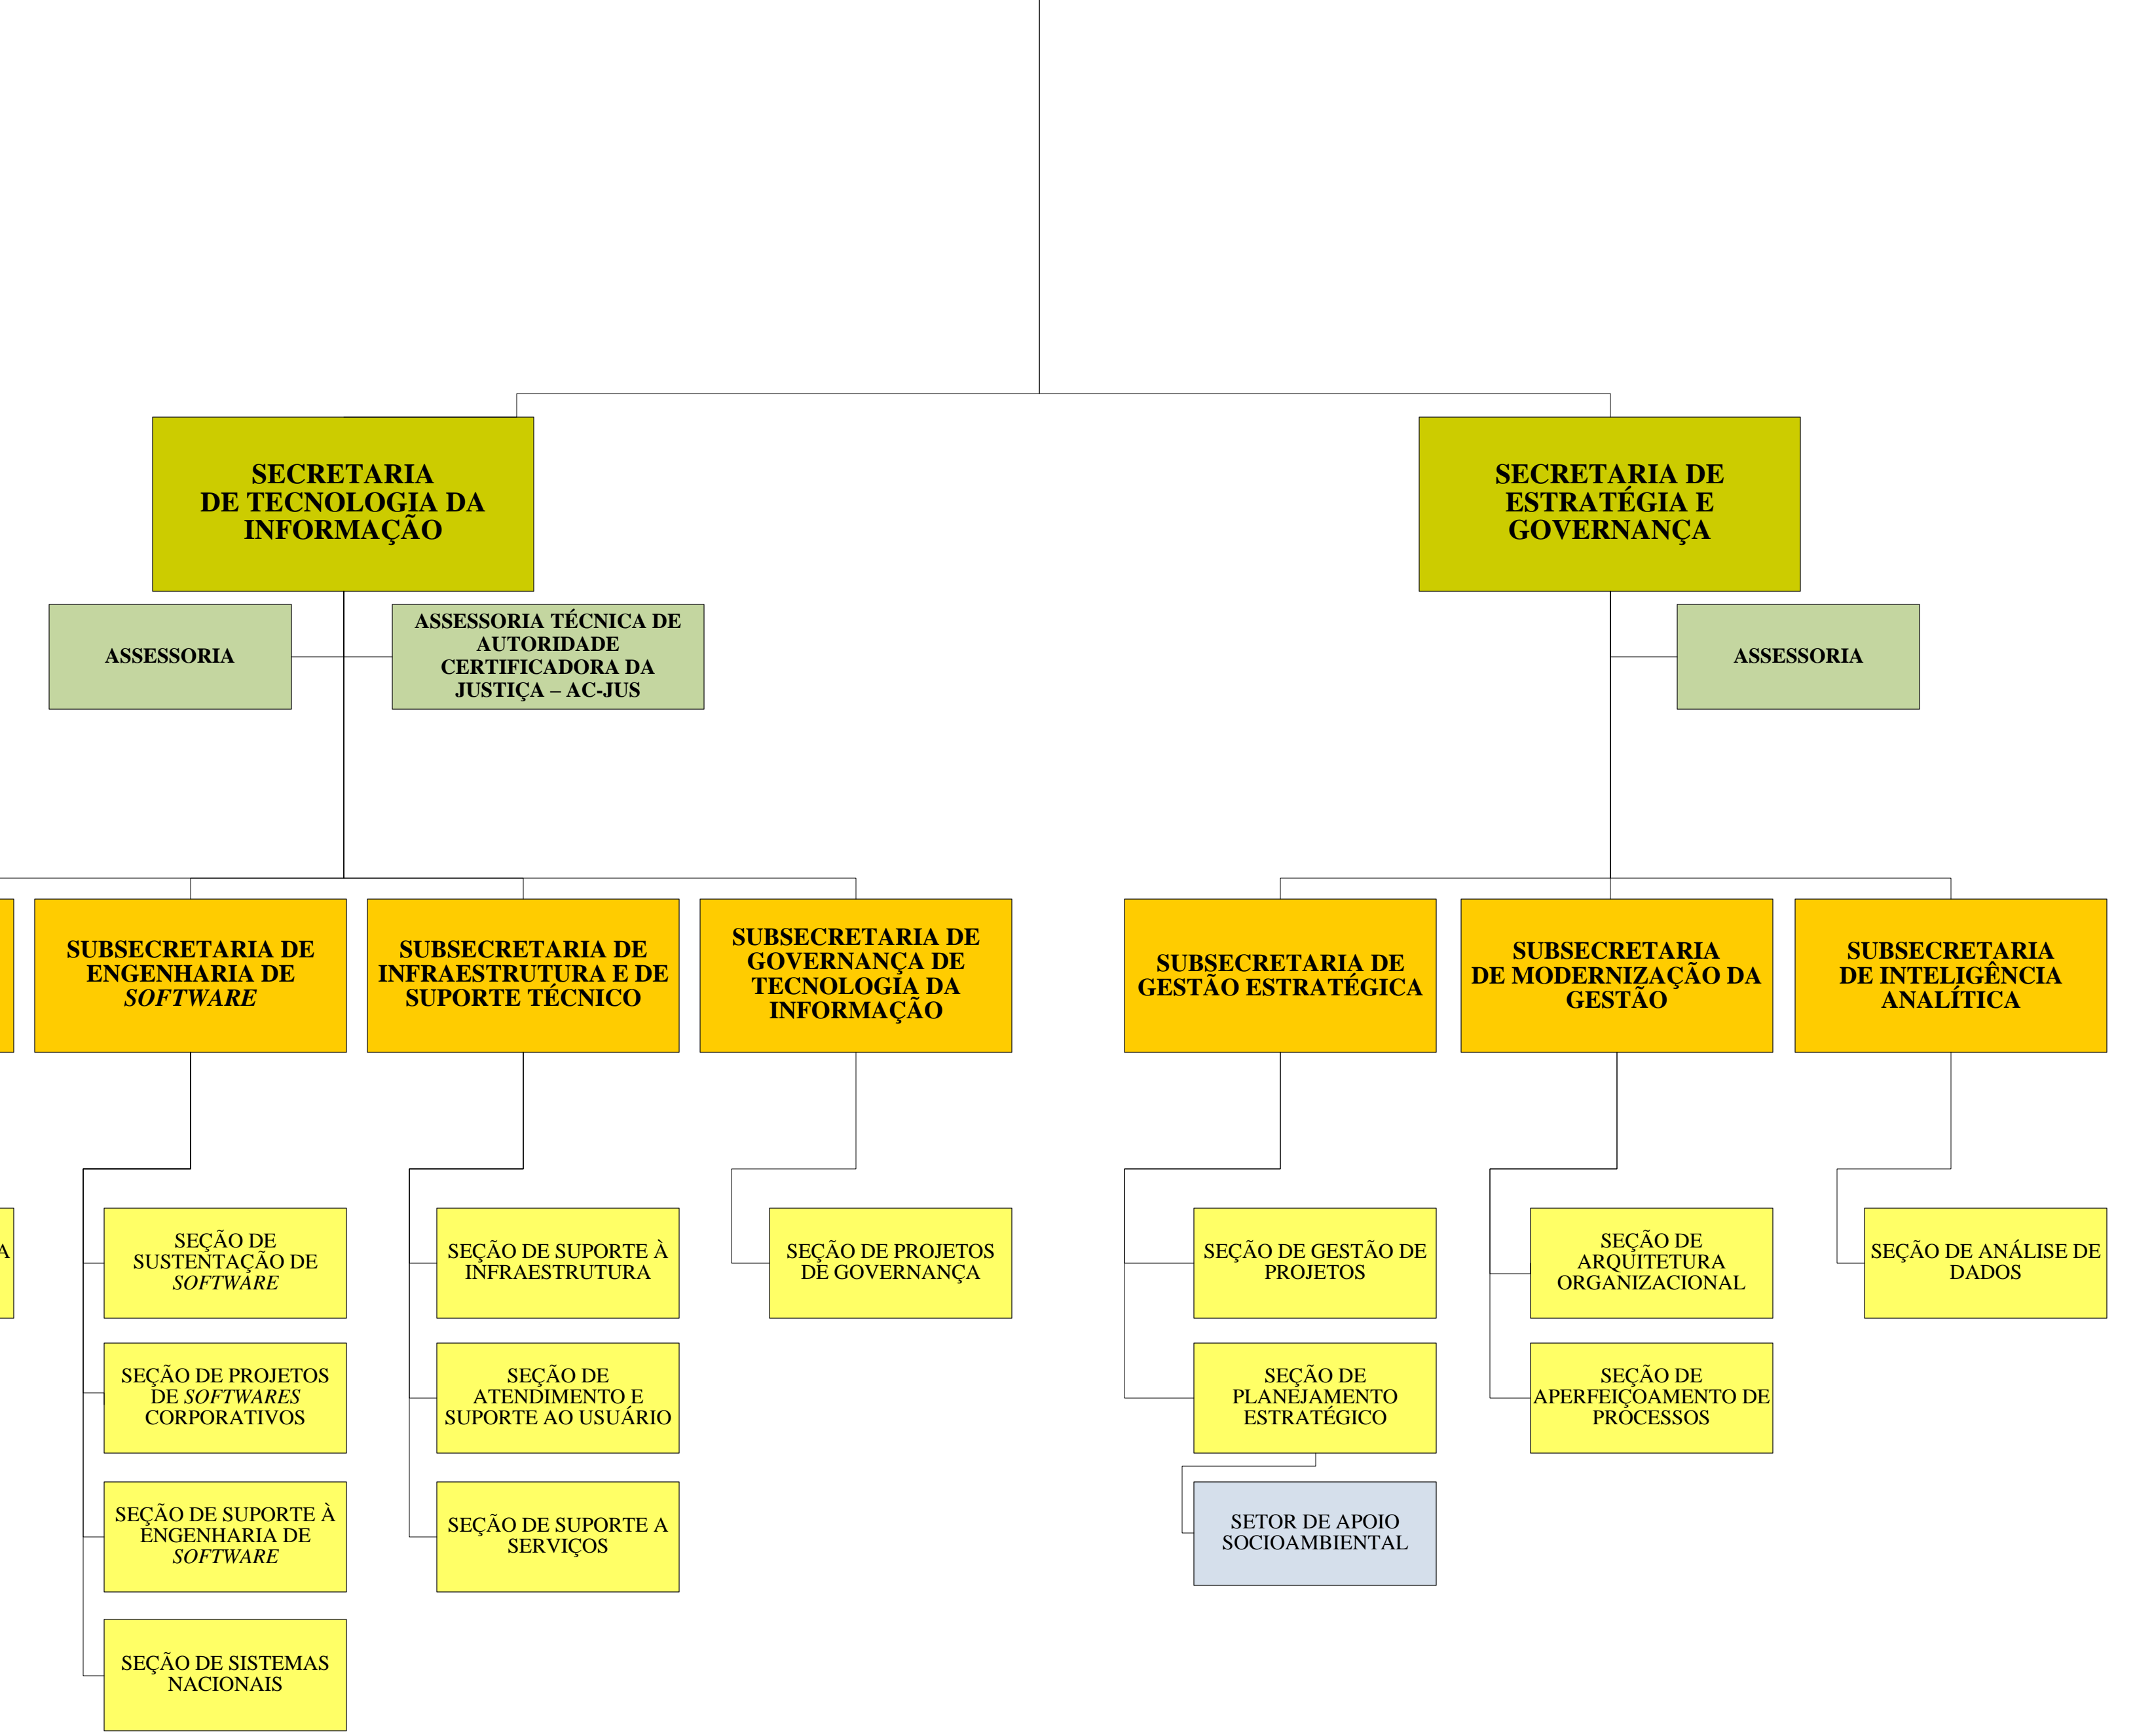 SECRETARIA
DE TECNOLOGIA DA
INFORMAÇÃO
SECRETARIA DE
ESTRATÉGIA E
GOVERNANÇA
ASSESSORIA
ASSESSORIA TÉCNICA DE
AUTORIDADE
CERTIFICADORA DA
JUSTIÇA – AC-JUS
ASSESSORIA
SUBSECRETARIA DE
ENGENHARIA DE
SOFTWARE
SUBSECRETARIA DE
INFRAESTRUTURA E DE
SUPORTE TÉCNICO
SUBSECRETARIA DE
GOVERNANÇA DE
TECNOLOGIA DA
INFORMAÇÃO
SUBSECRETARIA DE
GESTÃO ESTRATÉGICA
SUBSECRETARIA
DE MODERNIZAÇÃO DA
GESTÃO
SUBSECRETARIA
DE INTELIGÊNCIA
ANALÍTICA
A
SEÇÃO DE
SUSTENTAÇÃO DE
SOFTWARE
SEÇÃO DE SUPORTE À
INFRAESTRUTURA
SEÇÃO DE PROJETOS
DE GOVERNANÇA
SEÇÃO DE GESTÃO DE
PROJETOS
SEÇÃO DE
ARQUITETURA
ORGANIZACIONAL
SEÇÃO DE ANÁLISE DE
DADOS
SEÇÃO DE PROJETOS
DE SOFTWARES
CORPORATIVOS
SEÇÃO DE
ATENDIMENTO E
SUPORTE AO USUÁRIO
SEÇÃO DE
PLANEJAMENTO
ESTRATÉGICO
SEÇÃO DE
APERFEIÇOAMENTO DE
PROCESSOS
SEÇÃO DE SUPORTE À
ENGENHARIA DE
SOFTWARE
SEÇÃO DE SUPORTE A
SERVIÇOS
SETOR DE APOIO
SOCIOAMBIENTAL
SEÇÃO DE SISTEMAS
NACIONAIS